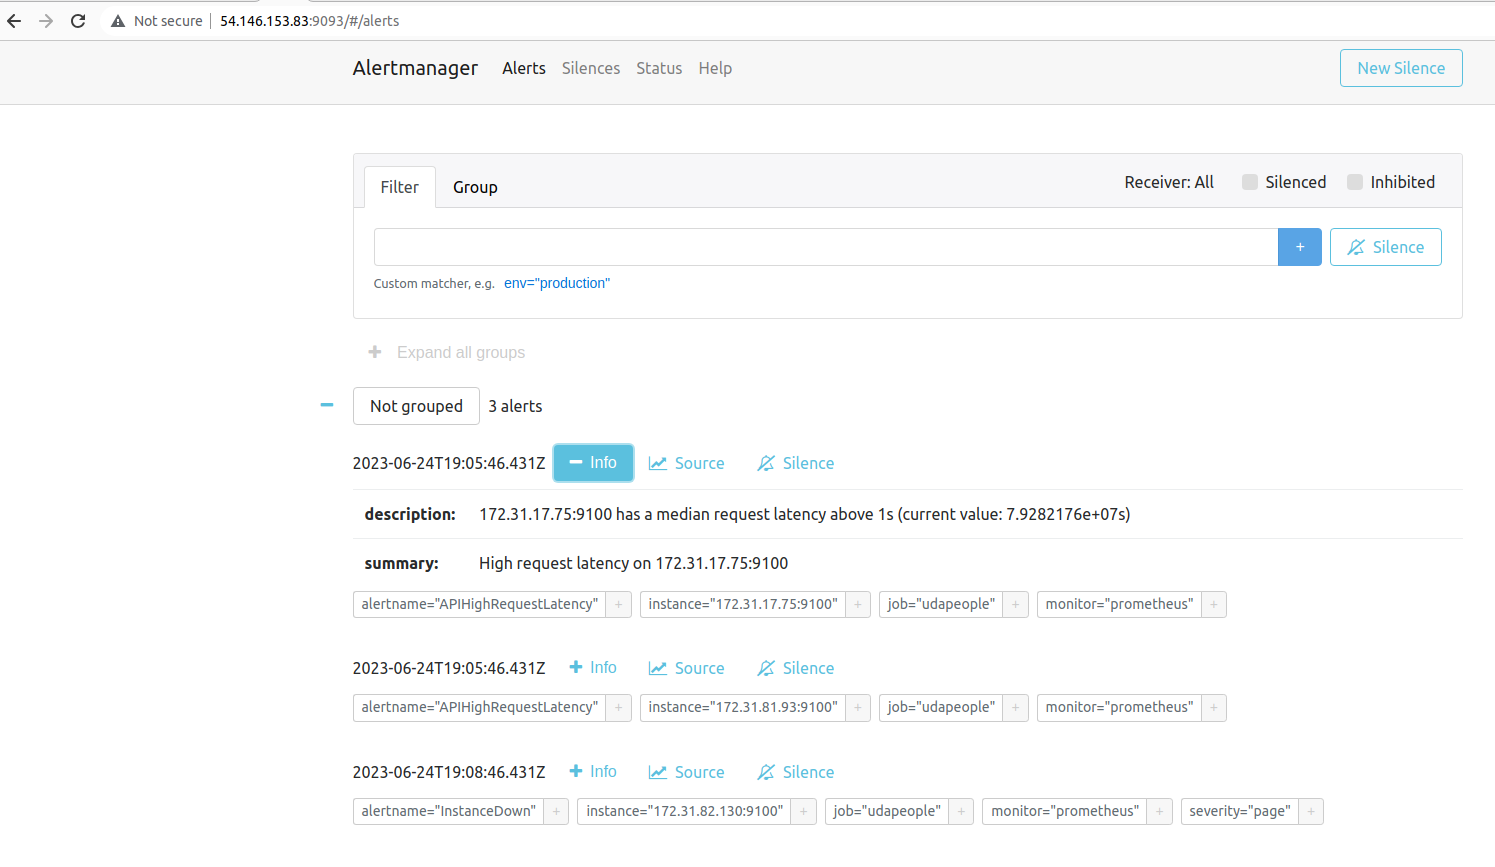 Not secure 54.146.153.83:9093/#/alerts
Alertmanager Alerts Silences Status Help New Silence
Filter Group Receiver: All Silenced Inhibited
+ Silence
Custom matcher, e.g. env="production"
+ Expand all groups
− Not grouped 3 alerts
2023-06-24T19:05:46.431Z − Info Source Silence
description: 172.31.17.75:9100 has a median request latency above 1s (current value: 7.9282176e+07s)
summary: High request latency on 172.31.17.75:9100
alertname="APIHighRequestLatency" + instance="172.31.17.75:9100" + job="udapeople" + monitor="prometheus" +
2023-06-24T19:05:46.431Z + Info Source Silence
alertname="APIHighRequestLatency" + instance="172.31.81.93:9100" + job="udapeople" + monitor="prometheus" +
2023-06-24T19:08:46.431Z + Info Source Silence
alertname="InstanceDown" + instance="172.31.82.130:9100" + job="udapeople" + monitor="prometheus" + severity="page" +